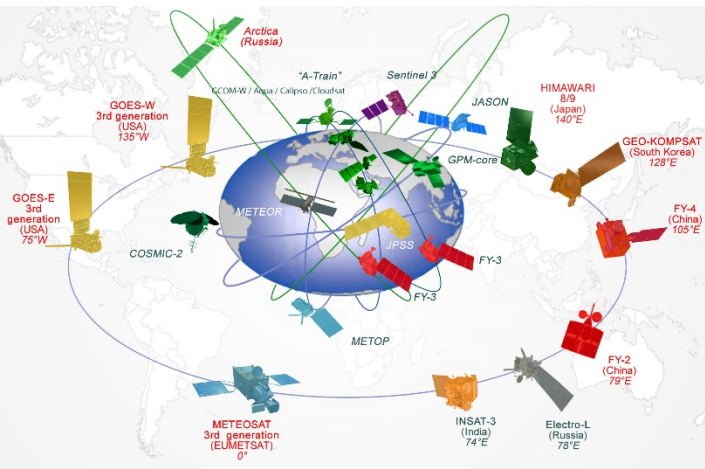 Arctica
(Russia)
"A-Train"
GCOM-W / Aqua / Calipso /Cloudsat
Sentinel 3
JASON
HIMAWARI
8/9
(Japan)
140°E
GOES-W
3rd generation
(USA)
135°W
GPM-core
GEO-KOMPSAT
(South Korea)
128°E
GOES-E
3rd
generation
(USA)
75°W
METEOR
FY-4
(China)
105°E
COSMIC-2
JPSS
FY-3
FY-3
METOP
FY-2
(China)
79°E
METEOSAT
3rd generation
(EUMETSAT)
0°
INSAT-3
(India)
74°E
Electro-L
(Russia)
78°E